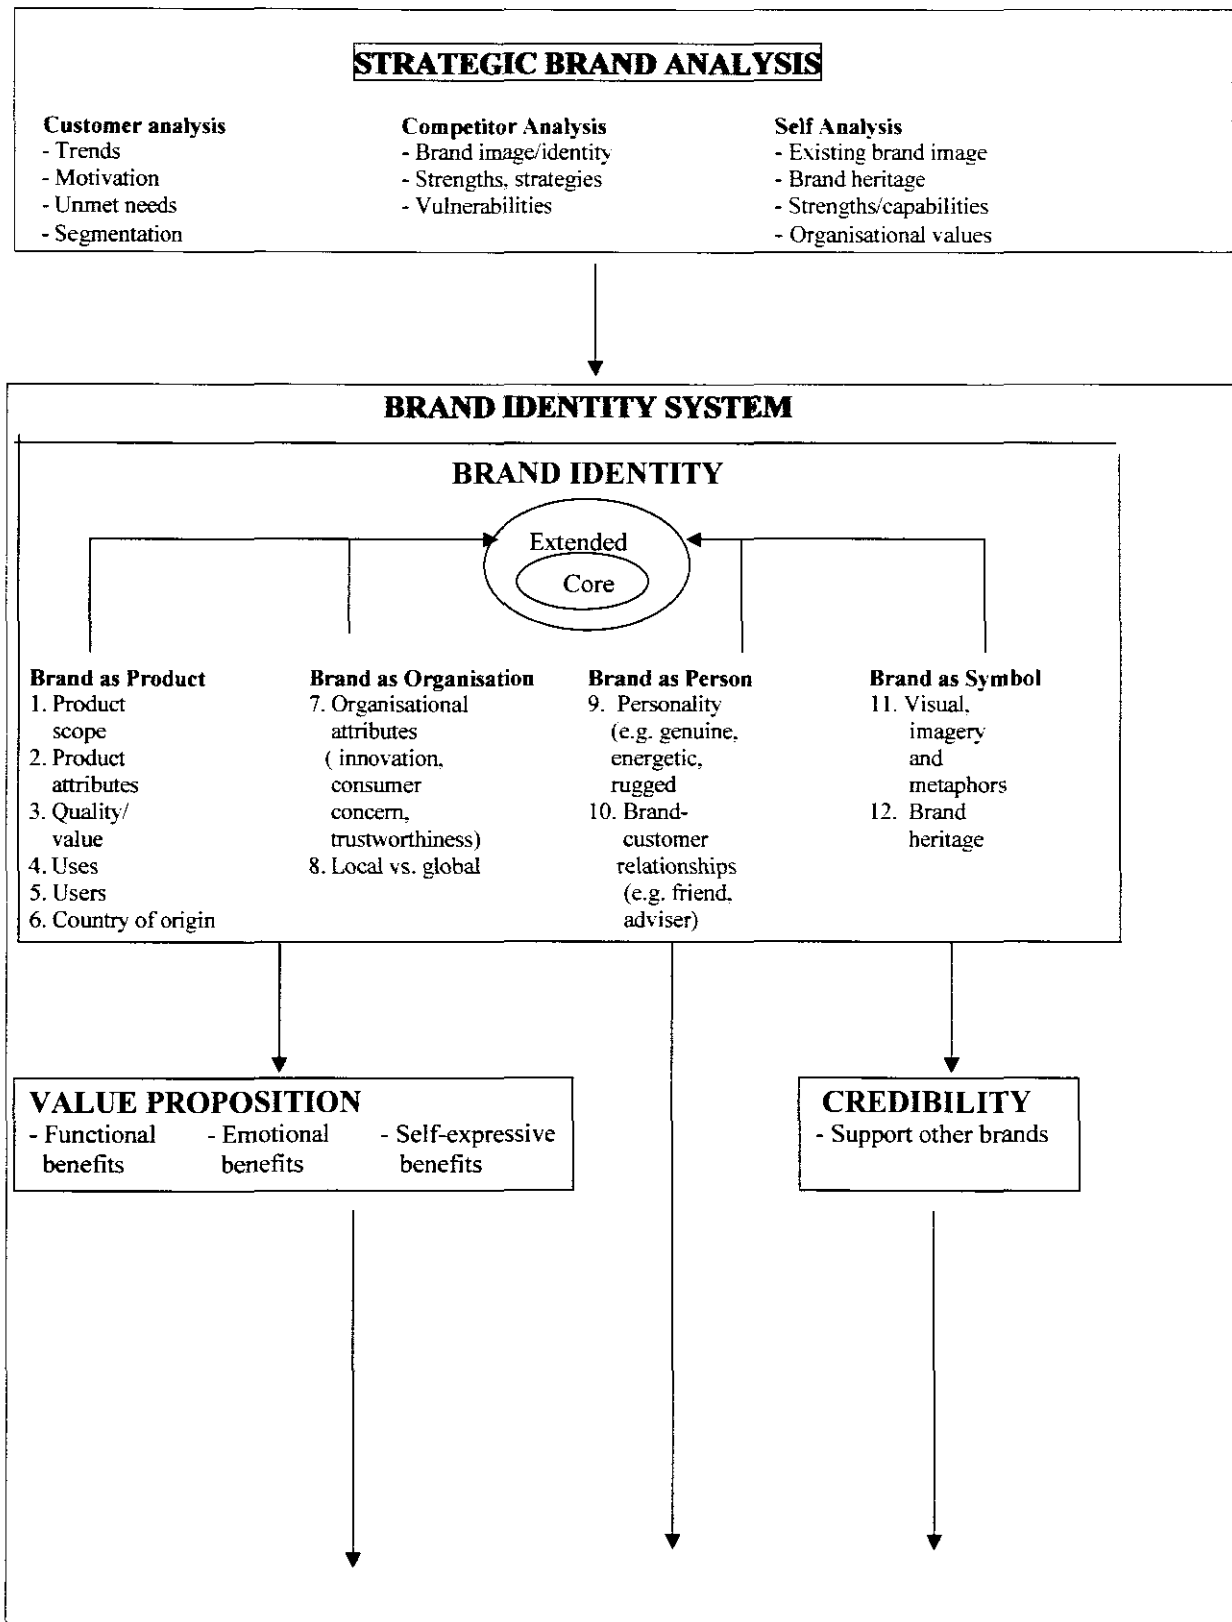 STRATEGIC BRAND ANALYSIS
Customer analysis
- Trends
- Motivation
- Unmet needs
- Segmentation
Competitor Analysis
- Brand image/identity
- Strengths, strategies
- Vulnerabilities
Self Analysis
- Existing brand image
- Brand heritage
- Strengths/capabilities
- Organisational values
BRAND IDENTITY SYSTEM
BRAND IDENTITY
Extended
Core
Brand as Product
1. Product
scope
2. Product
attributes
3. Quality/
value
4. Uses
5. Users
6. Country of origin
Brand as Organisation
7. Organisational
attributes
( innovation,
consumer
concern,
trustworthiness)
8. Local vs. global
Brand as Person
9. Personality
(e.g. genuine,
energetic,
rugged
10. Brand-
customer
relationships
(e.g. friend,
adviser)
Brand as Symbol
11. Visual,
imagery
and
metaphors
12. Brand
heritage
VALUE PROPOSITION
- Functional
benefits
- Emotional
benefits
- Self-expressive
benefits
CREDIBILITY
- Support other brands